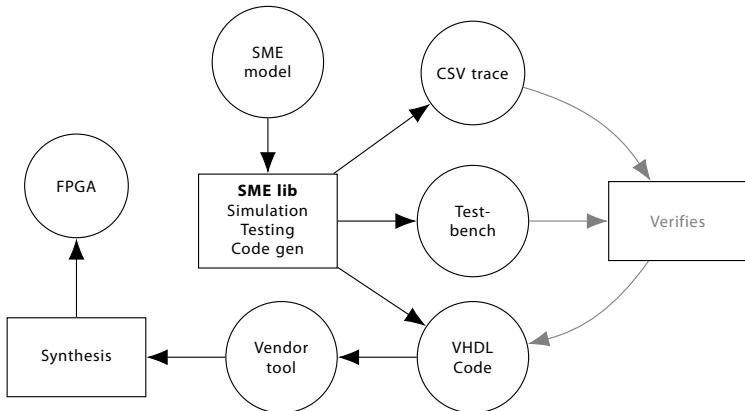 SME
model
CSV trace
FPGA
SME lib
Simulation
Testing
Code gen
Test-
bench
Verifies
Synthesis
Vendor
tool
VHDL
Code